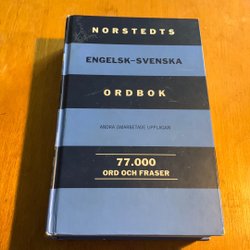 NORSTEDTS
ENGELSK–SVENSKA
ORDBOK
ANDRA OMARBETADE UPPLAGAN
77.000
ORD OCH FRASER